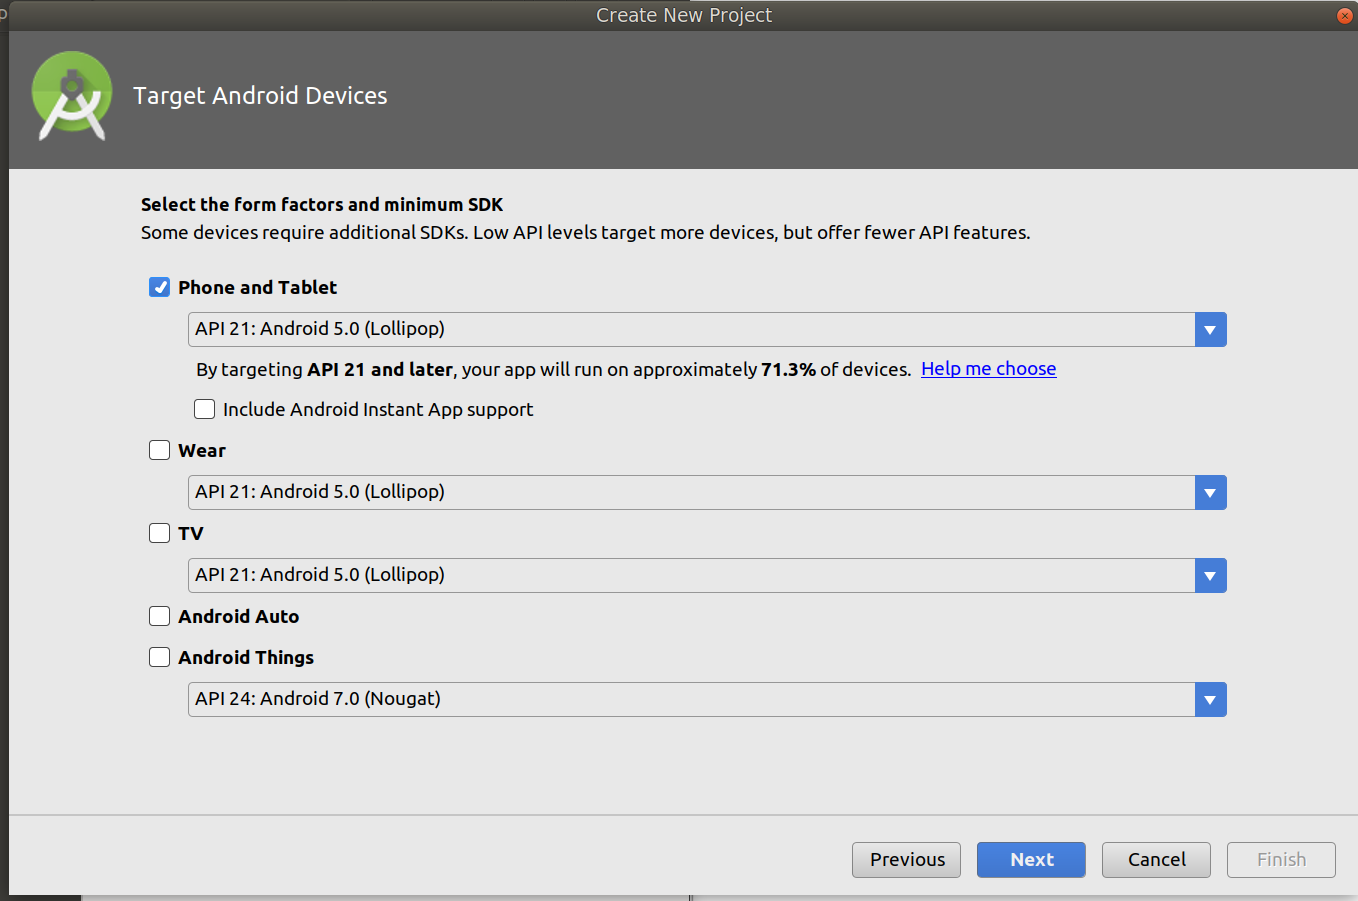 Create New Project
Target Android Devices
Select the form factors and minimum SDK
Some devices require additional SDKs. Low API levels target more devices, but offer fewer API features.
Phone and Tablet
API 21: Android 5.0 (Lollipop)
By targeting API 21 and later, your app will run on approximately 71.3% of devices. Help me choose
Include Android Instant App support
Wear
API 21: Android 5.0 (Lollipop)
TV
API 21: Android 5.0 (Lollipop)
Android Auto
Android Things
API 24: Android 7.0 (Nougat)
Previous Next Cancel Finish